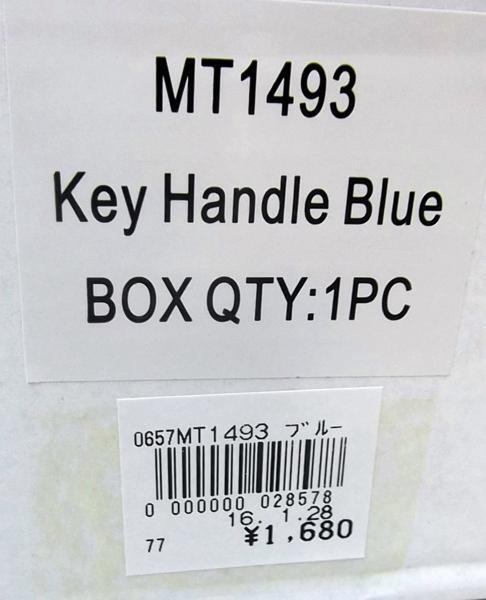 MT1493
Key Handle Blue
BOX QTY:1PC
0657MT1493 ブルー
0 000000 028578
16. 1.28
77 ¥1,680